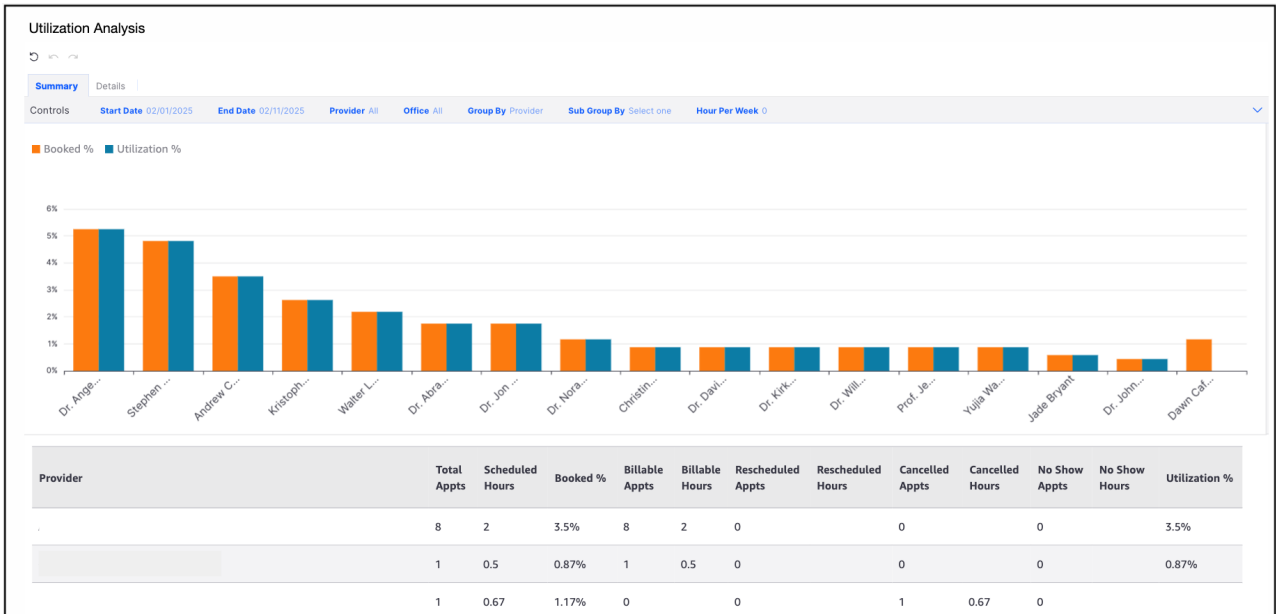 Utilization Analysis
Summary Details
Controls Start Date 02/01/2025 End Date 02/11/2025 Provider All Office All Group By Provider Sub Group By Select one Hour Per Week 0
Booked % Utilization %
6%
5%
4%
3%
2%
1%
0%
Dr. Ange... Stephen ... Andrew C... Kristoph... Walter L... Dr. Abra... Dr. Jon ... Dr. Nora... Christin... Dr. Davi... Dr. Kirk... Dr. Will... Prof. Je... Yujia Wa... Jade Bryant Dr. John... Dawn Caf...
Provider Total Appts Scheduled Hours Booked % Billable Appts Billable Hours Rescheduled Appts Rescheduled Hours Cancelled Appts Cancelled Hours No Show Appts No Show Hours Utilization %
8 2 3.5% 8 2 0 0 0 3.5%
1 0.5 0.87% 1 0.5 0 0 0 0.87%
1 0.67 1.17% 0 0 1 0.67 0